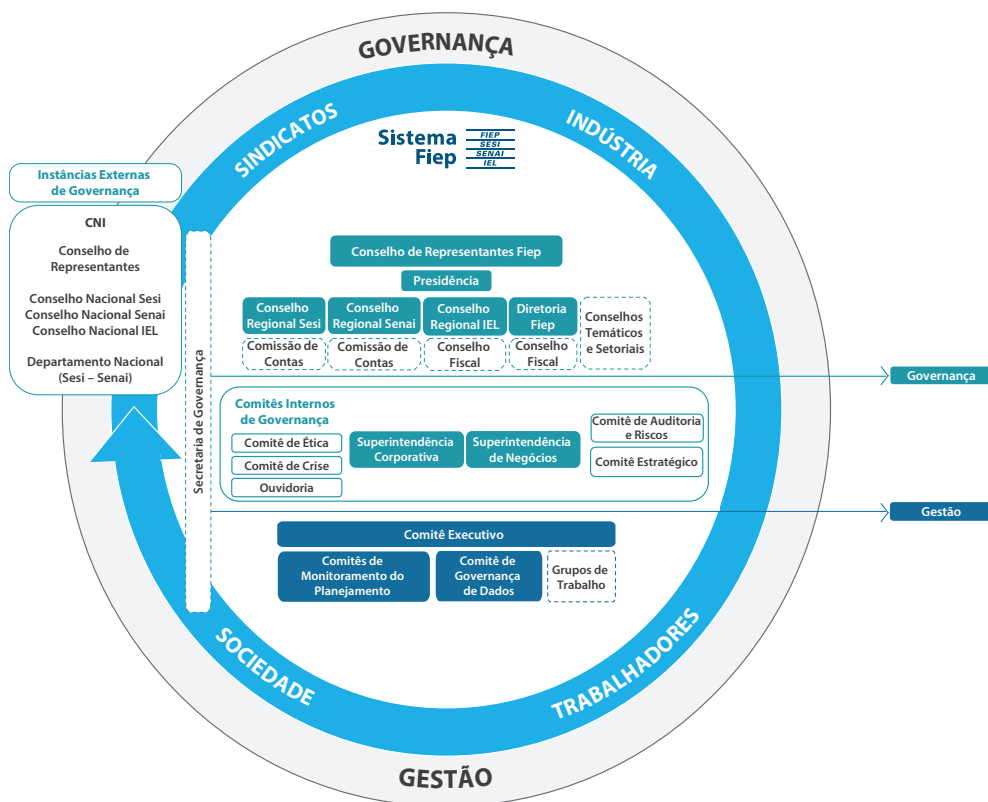 GOVERNANÇA
SINDICATOS
INDÚSTRIA
Sistema
Fiep
FIEP
SESI
SENAI
IEL
Instâncias Externas
de Governança
CNI
Conselho de
Representantes
Conselho Nacional Sesi
Conselho Nacional Senai
Conselho Nacional IEL
Departamento Nacional
(Sesi – Senai)
Secretaria de Governança
Conselho de Representantes Fiep
Presidência
Conselho
Regional Sesi
Conselho
Regional Senai
Conselho
Regional IEL
Diretoria
Fiep
Conselhos
Temáticos
e Setoriais
Comissão de
Contas
Comissão de
Contas
Conselho
Fiscal
Conselho
Fiscal
Governança
Comitês Internos
de Governança
Comitê de Ética
Comitê de Crise
Ouvidoria
Superintendência
Corporativa
Superintendência
de Negócios
Comitê de Auditoria
e Riscos
Comitê Estratégico
Gestão
Comitê Executivo
Comitês de
Monitoramento do
Planejamento
Comitê de
Governança
de Dados
Grupos de
Trabalho
SOCIEDADE
TRABALHADORES
GESTÃO